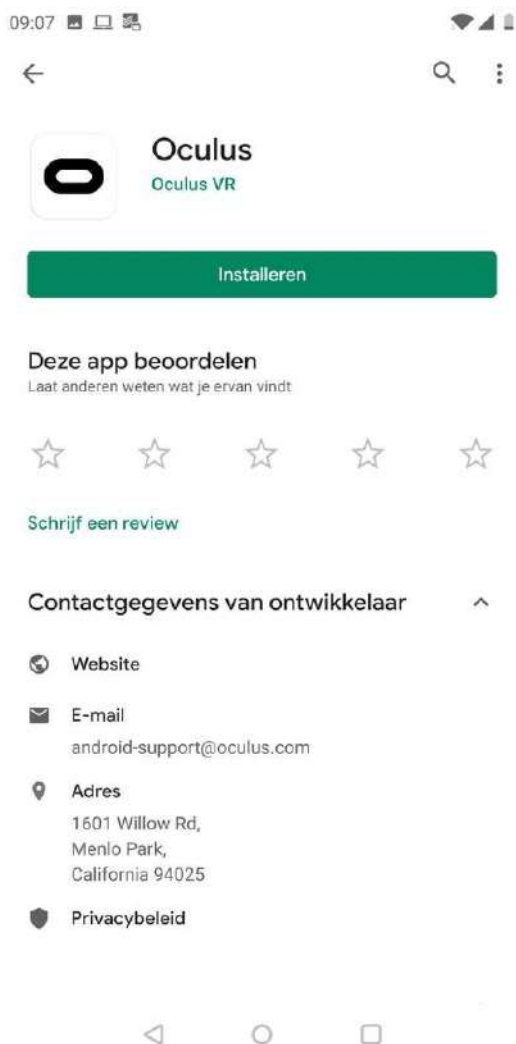 09:07
Oculus
Oculus VR
Installeren
Deze app beoordelen
Laat anderen weten wat je ervan vindt
Schrijf een review
Contactgegevens van ontwikkelaar
Website
E-mail
android-support@oculus.com
Adres
1601 Willow Rd,
Menlo Park,
California 94025
Privacybeleid